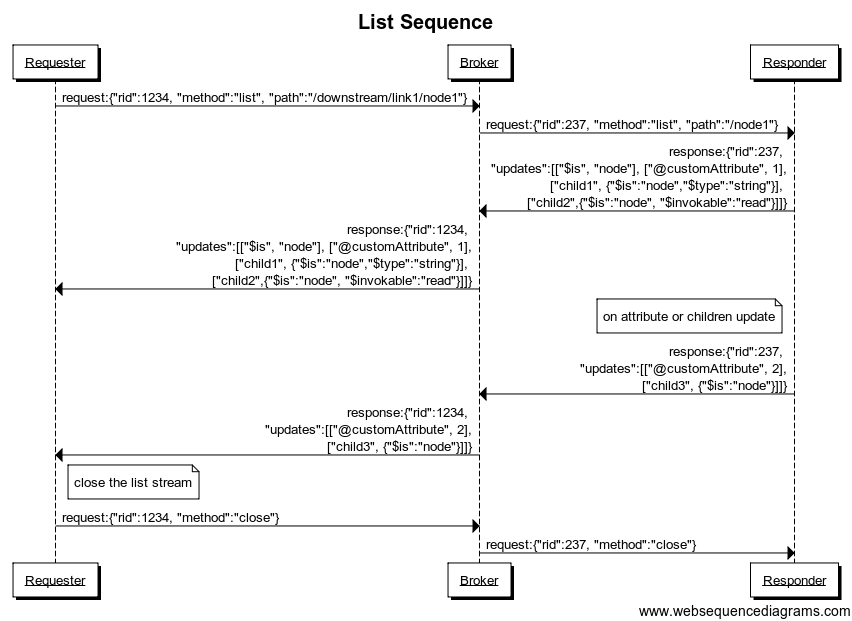 List Sequence
Requester
Broker
Responder
request:{"rid":1234, "method":"list", "path":"/downstream/link1/node1"}
request:{"rid":237, "method":"list", "path":"/node1"}
response:{"rid":237,
"updates":[["$is", "node"], ["@customAttribute", 1],
["child1", {"$is":"node","$type":"string"}],
["child2",{"$is":"node", "$invokable":"read"}]]}
response:{"rid":1234,
"updates":[["$is", "node"], ["@customAttribute", 1],
["child1", {"$is":"node","$type":"string"}],
["child2",{"$is":"node", "$invokable":"read"}]]}
on attribute or children update
response:{"rid":237,
"updates":[["@customAttribute", 2],
["child3", {"$is":"node"}]]}
response:{"rid":1234,
"updates":[["@customAttribute", 2],
["child3", {"$is":"node"}]]}
close the list stream
request:{"rid":1234, "method":"close"}
request:{"rid":237, "method":"close"}
Requester
Broker
Responder
www.websequencediagrams.com